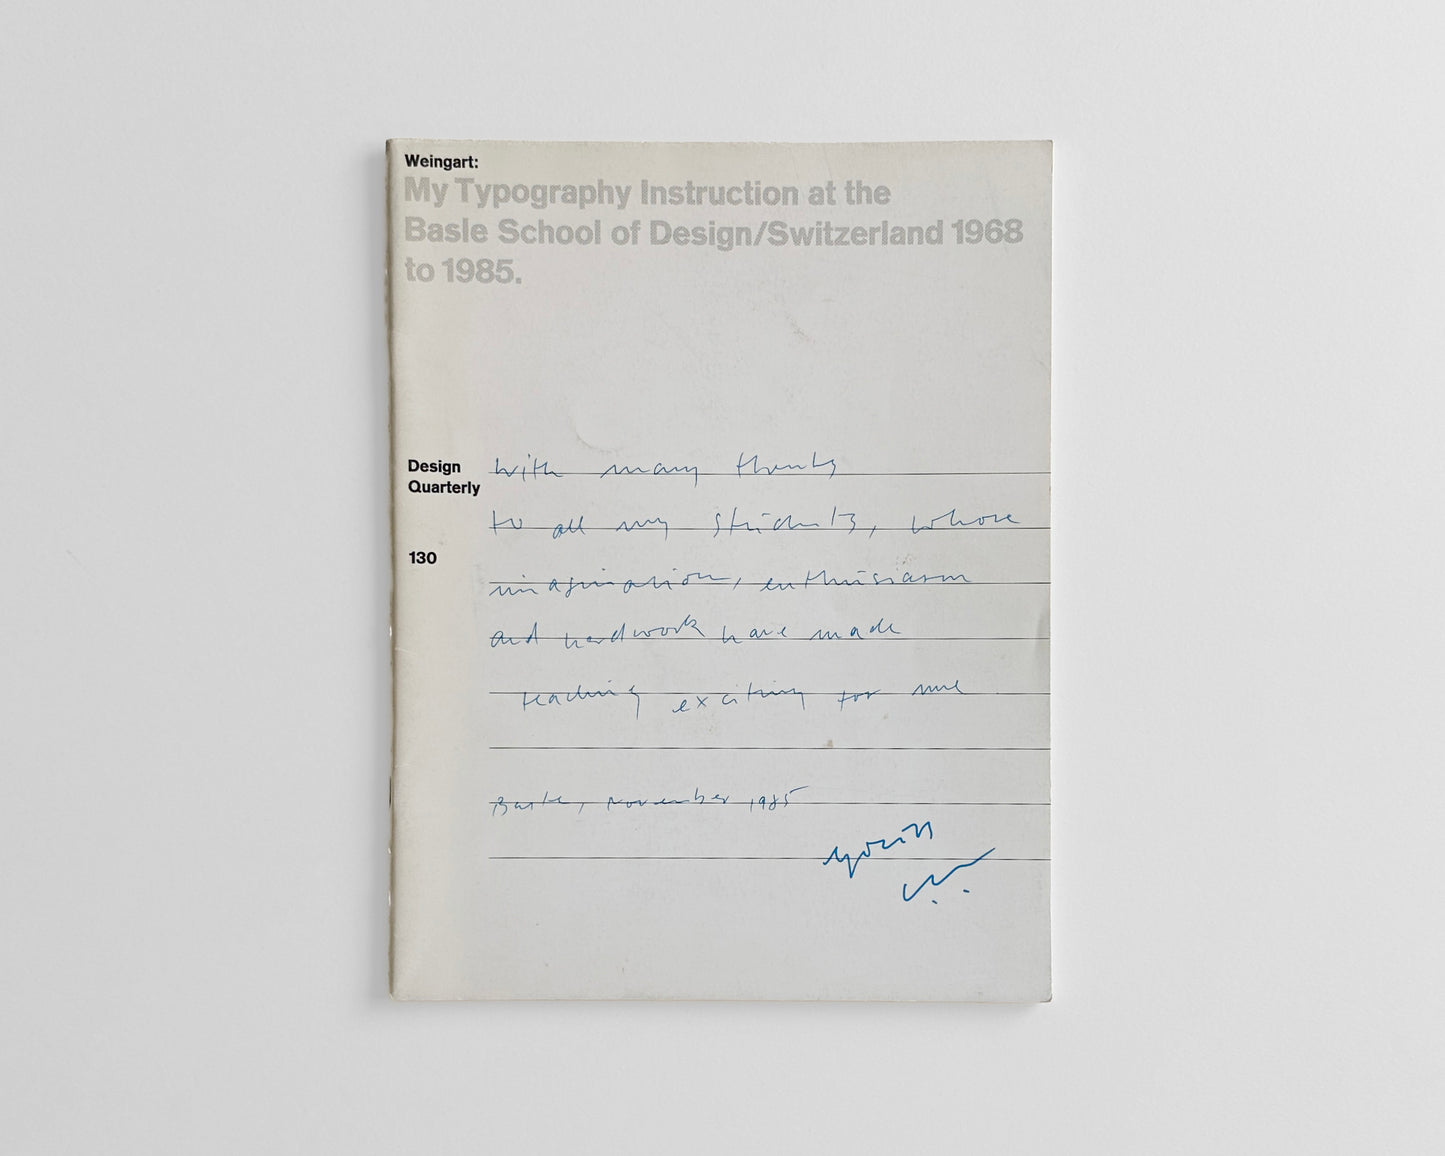 Weingart:
My Typography Instruction at the
Basle School of Design/Switzerland 1968
to 1985.
Design
Quarterly
130
with many thanks
to all my students, whose
imagination, enthusiasm
and hardwork have made
teaching exciting for me
Basle, November 1985
yours